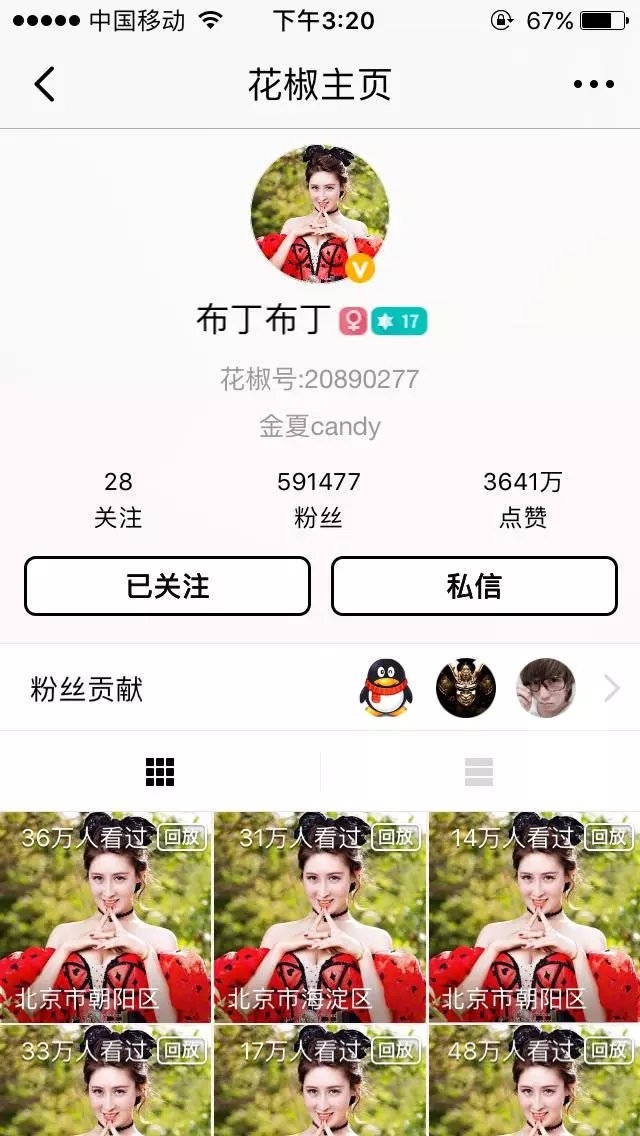 中国移动 下午3:20 67%
花椒主页
布丁布丁 17
花椒号:20890277
金夏candy
28 591477 3641万
关注 粉丝 点赞
已关注 私信
粉丝贡献
36万人看过 回放 31万人看过 回放 14万人看过 回放
北京市朝阳区 北京市海淀区 北京市朝阳区
33万人看过 回放 17万人看过 回放 48万人看过 回放